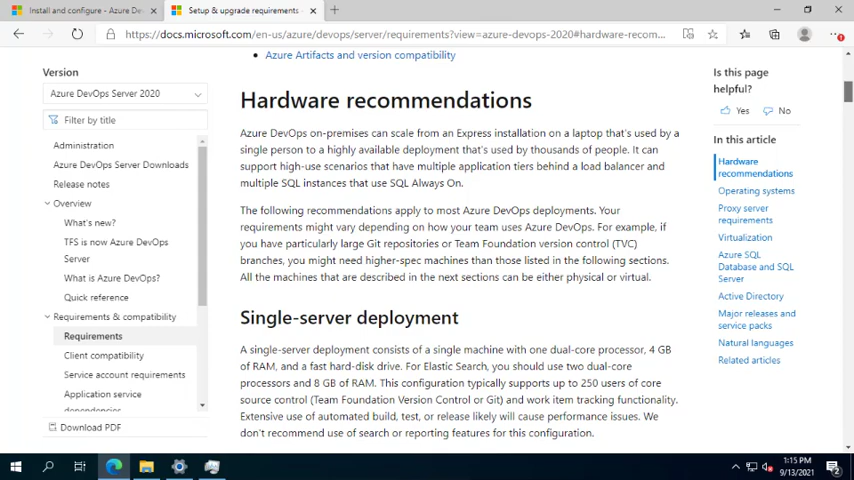 Install and configure - Azure De
Setup & upgrade requirements -
https://docs.microsoft.com/en-us/azure/devops/server/requirements?view=azure-devops-2020#hardware-recom...
Version
Azure DevOps Server 2020
Filter by title
Administration
Azure DevOps Server Downloads
Release notes
Overview
What's new?
TFS is now Azure DevOps
Server
What is Azure DevOps?
Quick reference
Requirements & compatibility
Requirements
Client compatibility
Service account requirements
Application service
dependencies
Download PDF
Azure Artifacts and version compatibility
Hardware recommendations
Azure DevOps on-premises can scale from an Express installation on a laptop that's used by a
single person to a highly available deployment that's used by thousands of people. It can
support high-use scenarios that have multiple application tiers behind a load balancer and
multiple SQL instances that use SQL Always On.
The following recommendations apply to most Azure DevOps deployments. Your
requirements might vary depending on how your team uses Azure DevOps. For example, if
you have particularly large Git repositories or Team Foundation version control (TVC)
branches, you might need higher-spec machines than those listed in the following sections.
All the machines that are described in the next sections can be either physical or virtual.
Single-server deployment
A single-server deployment consists of a single machine with one dual-core processor, 4 GB
of RAM, and a fast hard-disk drive. For Elastic Search, you should use two dual-core
processors and 8 GB of RAM. This configuration typically supports up to 250 users of core
source control (Team Foundation Version Control or Git) and work item tracking functionality.
Extensive use of automated build, test, or release likely will cause performance issues. We
don't recommend use of search or reporting features for this configuration.
Is this page
helpful?
Yes
No
In this article
Hardware
recommendations
Operating systems
Proxy server
requirements
Virtualization
Azure SQL
Database and SQL
Server
Active Directory
Major releases and
service packs
Natural languages
Related articles
1:15 PM
9/13/2021
2